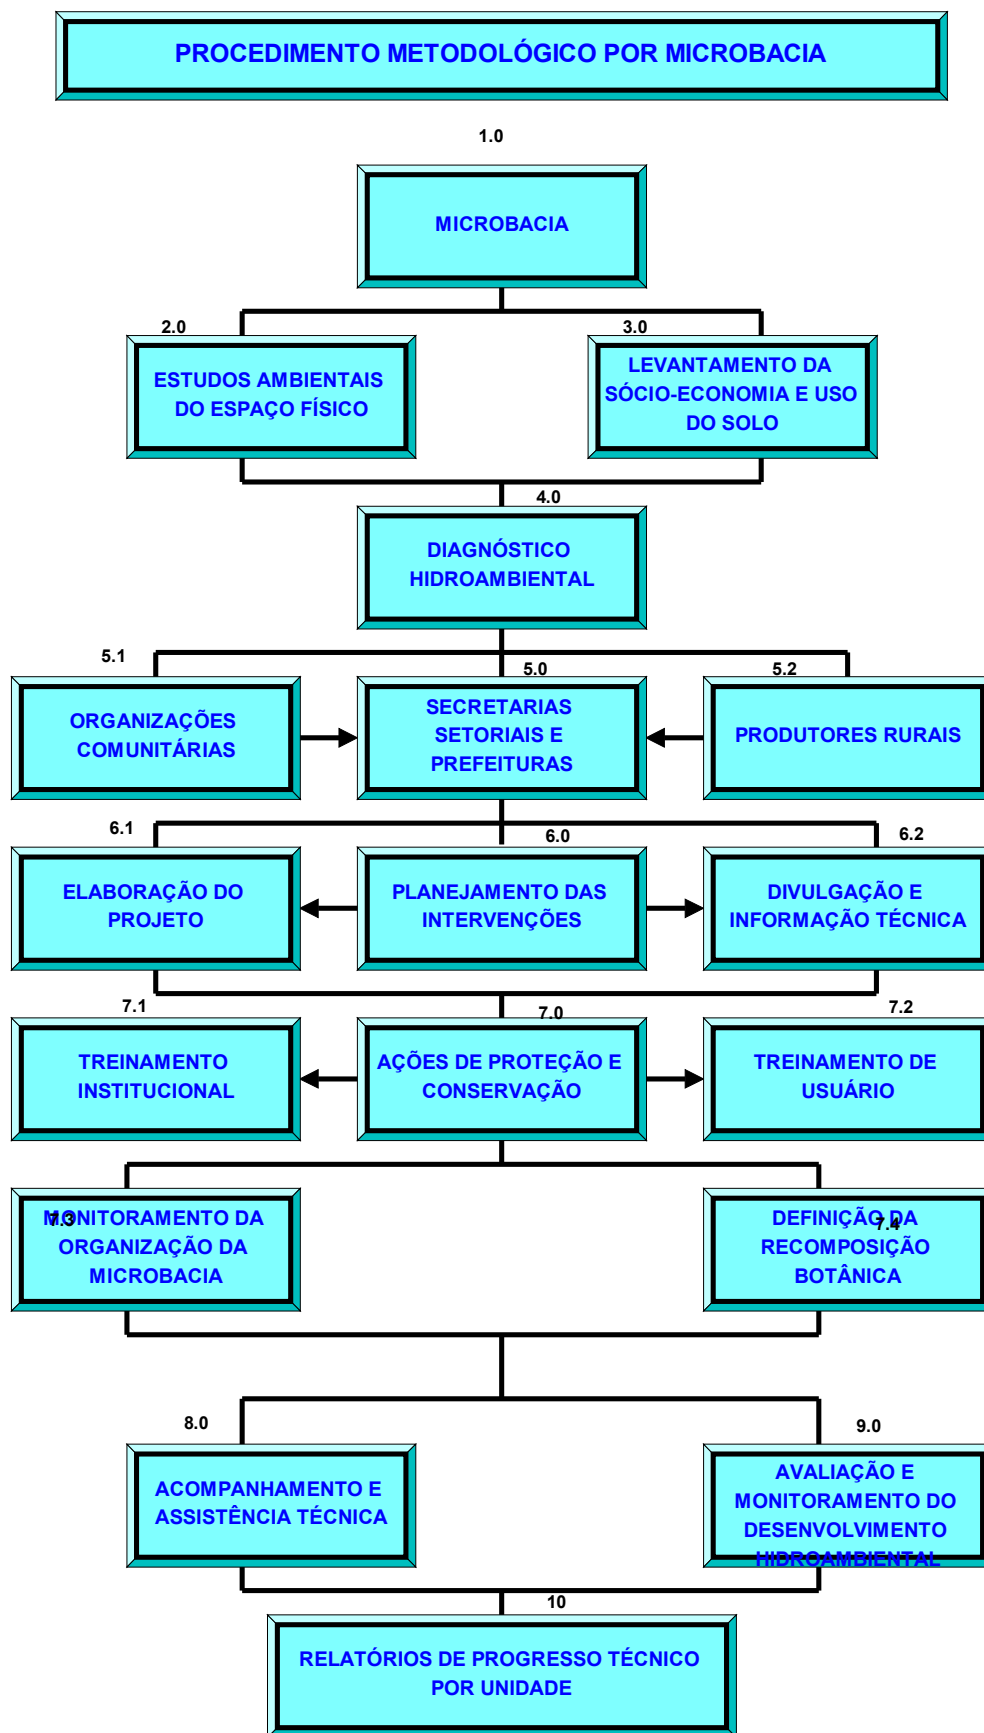 PROCEDIMENTO METODOLÓGICO POR MICROBACIA
1.0
MICROBACIA
2.0
ESTUDOS AMBIENTAIS
DO ESPAÇO FÍSICO
3.0
LEVANTAMENTO DA
SÓCIO-ECONOMIA E USO
DO SOLO
4.0
DIAGNÓSTICO
HIDROAMBIENTAL
5.1
ORGANIZAÇÕES
COMUNITÁRIAS
5.0
SECRETARIAS
SETORIAIS E
PREFEITURAS
5.2
PRODUTORES RURAIS
6.1
ELABORAÇÃO DO
PROJETO
6.0
PLANEJAMENTO DAS
INTERVENÇÕES
6.2
DIVULGAÇÃO E
INFORMAÇÃO TÉCNICA
7.1
TREINAMENTO
INSTITUCIONAL
7.0
AÇÕES DE PROTEÇÃO E
CONSERVAÇÃO
7.2
TREINAMENTO DE
USUÁRIO
7.3
MONITORAMENTO DA
ORGANIZAÇÃO DA
MICROBACIA
7.4
DEFINIÇÃO DA
RECOMPOSIÇÃO
BOTÂNICA
8.0
ACOMPANHAMENTO E
ASSISTÊNCIA TÉCNICA
9.0
AVALIAÇÃO E
MONITORAMENTO DO
DESENVOLVIMENTO
HIDROAMBIENTAL
10
RELATÓRIOS DE PROGRESSO TÉCNICO
POR UNIDADE